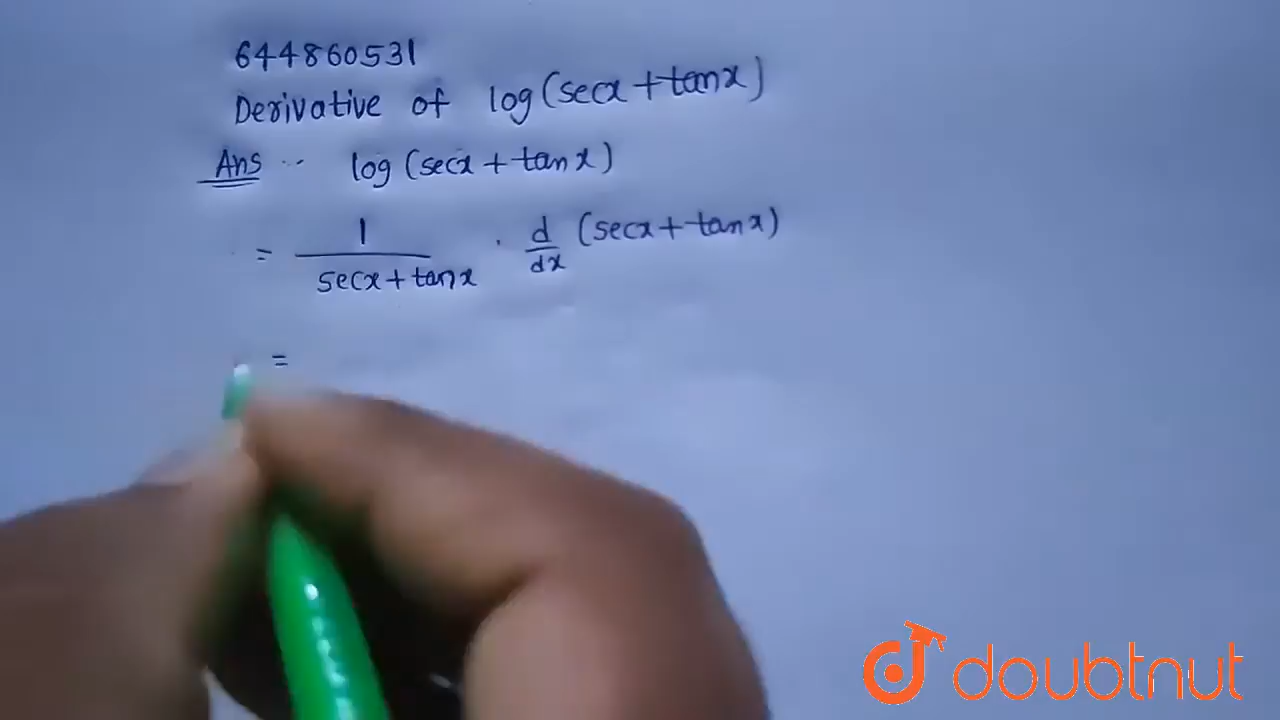 644860531
Derivative of log(secx+tanx)
Ans .. log(secx+tanx)
= 1/(secx+tanx) . d/dx (secx+tanx)
=
doubtnut